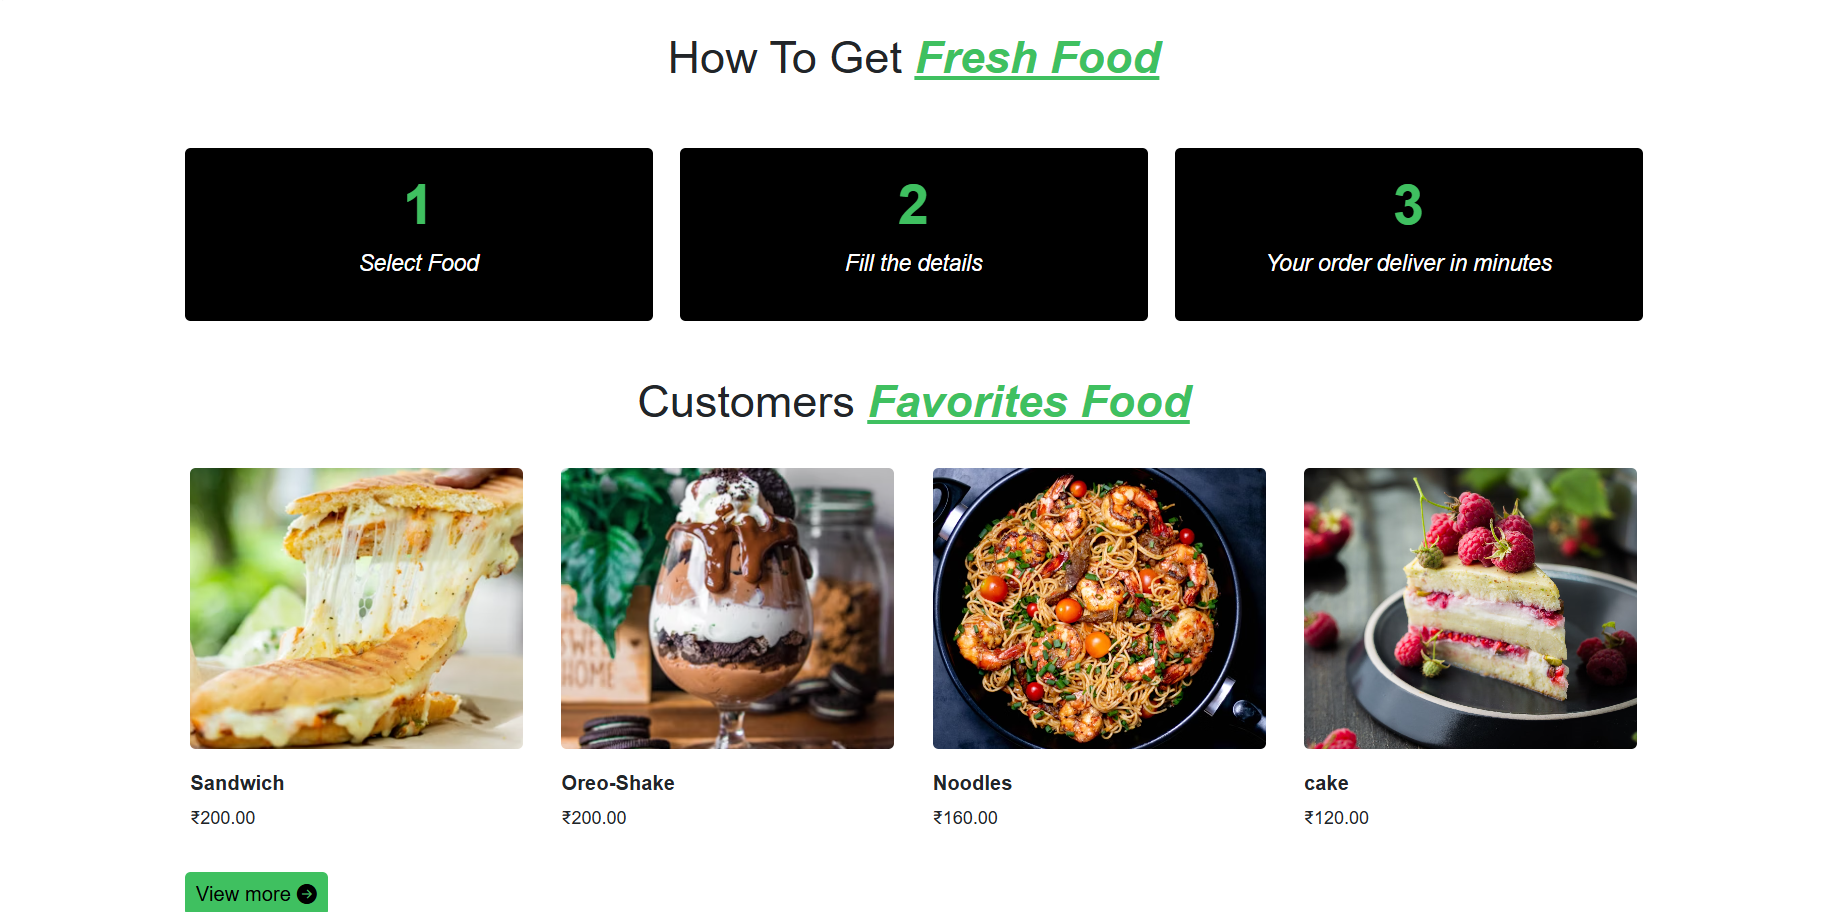 How To Get Fresh Food
1
Select Food
2
Fill the details
3
Your order deliver in minutes
Customers Favorites Food
SWEET
HOME
Sandwich
₹200.00
Oreo-Shake
₹200.00
Noodles
₹160.00
cake
₹120.00
View more